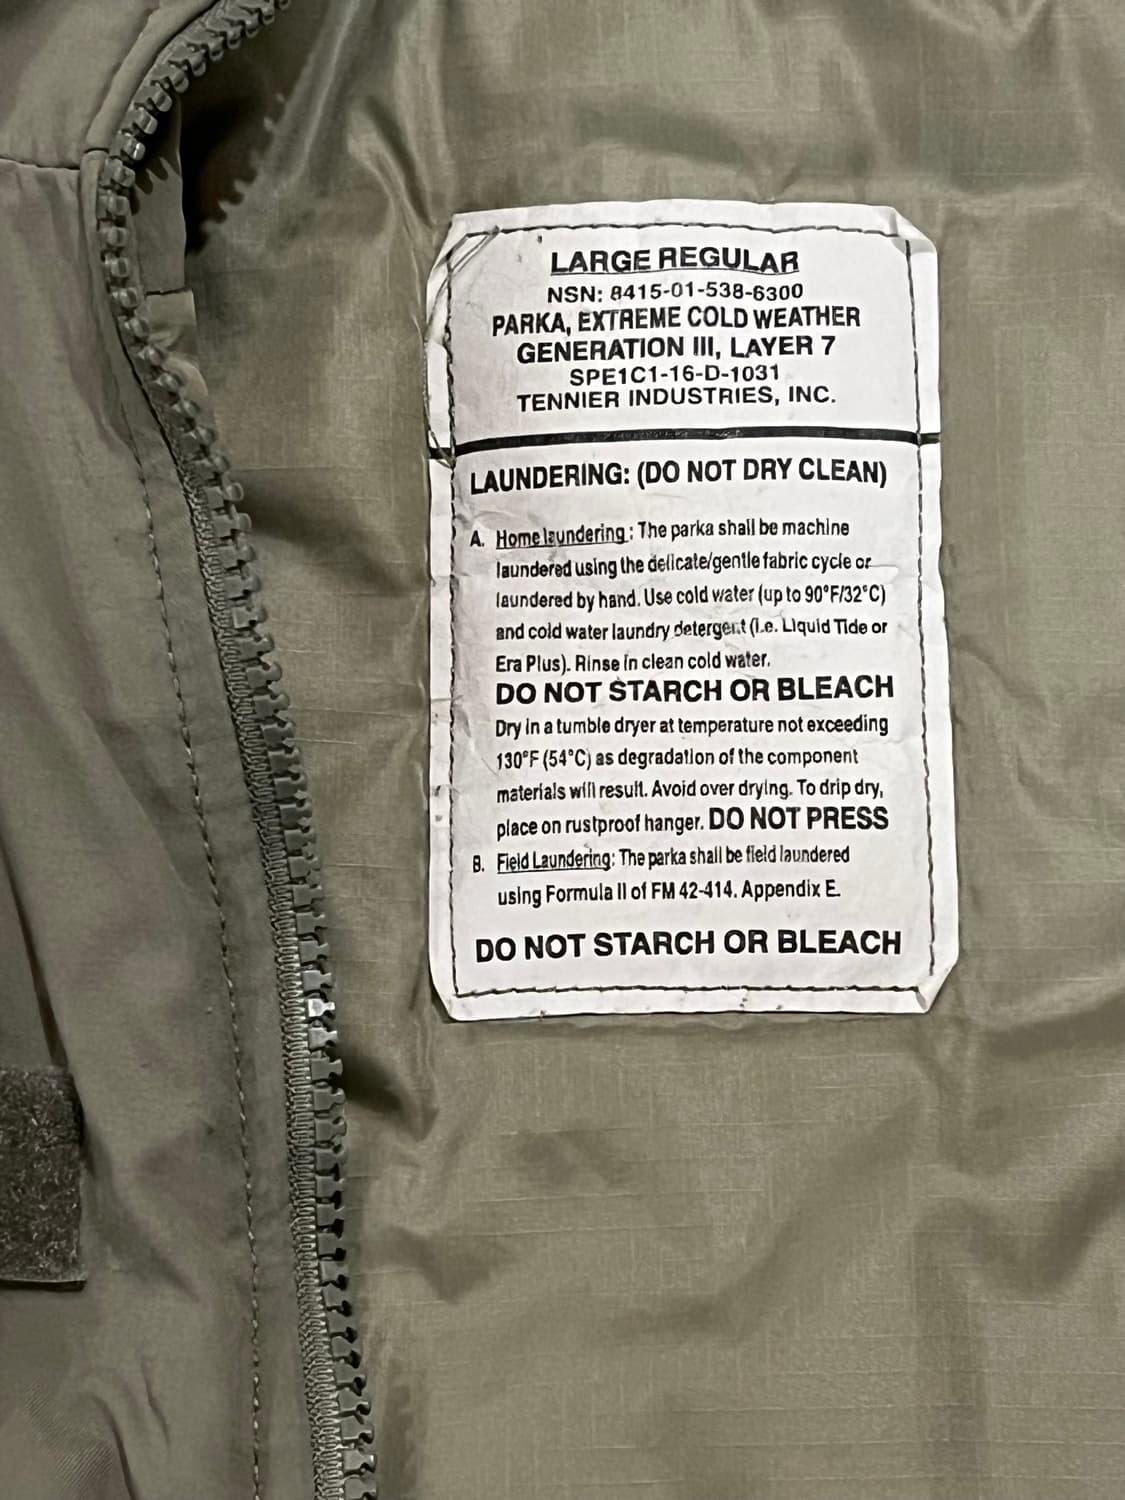 LARGE REGULAR
NSN: 8415-01-538-6300
PARKA, EXTREME COLD WEATHER
GENERATION III, LAYER 7
SPE1C1-16-D-1031
TENNIER INDUSTRIES, INC.
LAUNDERING: (DO NOT DRY CLEAN)
A. Home laundering: The parka shall be machine
laundered using the delicate/gentle fabric cycle or
laundered by hand. Use cold water (up to 90°F/32°C)
and cold water laundry detergent (i.e. Liquid Tide or
Era Plus). Rinse in clean cold water.
DO NOT STARCH OR BLEACH
Dry in a tumble dryer at temperature not exceeding
130°F (54°C) as degradation of the component
materials will result. Avoid over drying. To drip dry,
place on rustproof hanger. DO NOT PRESS
B. Field Laundering: The parka shall be field laundered
using Formula II of FM 42-414. Appendix E.
DO NOT STARCH OR BLEACH